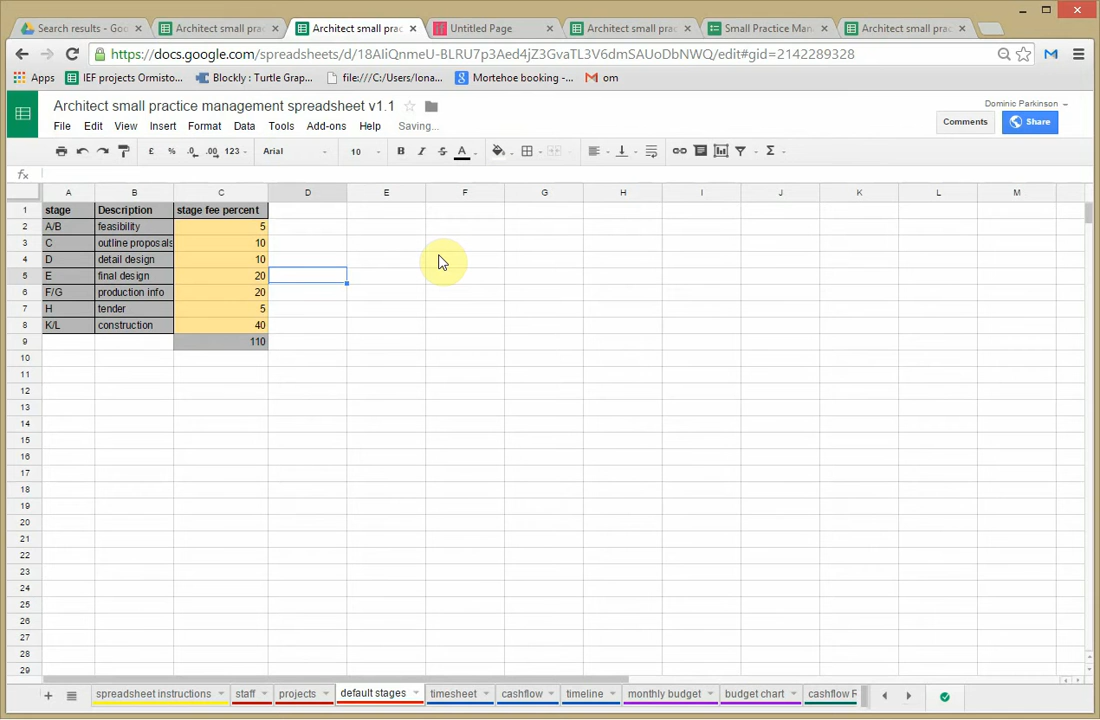 Search results - Goo
Architect small prac
Architect small prac
Untitled Page
Architect small prac
Small Practice Man
Architect small prac
https://docs.google.com/spreadsheets/d/18AliQnmeU-BLRU7p3Aed4jZ3GvaTL3V6dmSAUoDbNWQ/edit#gid=2142289328
Apps
IEF projects Ormisto...
Blockly : Turtle Grap...
file:///C:/Users/Iona...
Mortehoe booking -...
om
Architect small practice management spreadsheet v1.1
Dominic Parkinson
File Edit View Insert Format Data Tools Add-ons Help Saving...
Comments
Share
£ % .0 .00 123 Arial 10 B I S A Σ
fx
A B C D E F G H I J K L M
1 stage Description stage fee percent
2 A/B feasibility 5
3 C outline proposals 10
4 D detail design 10
5 E final design 20
6 F/G production info 20
7 H tender 5
8 K/L construction 40
9 110
10
11
12
13
14
15
16
17
18
19
20
21
22
23
24
25
26
27
28
29
spreadsheet instructions staff projects default stages timesheet cashflow timeline monthly budget budget chart cashflow F